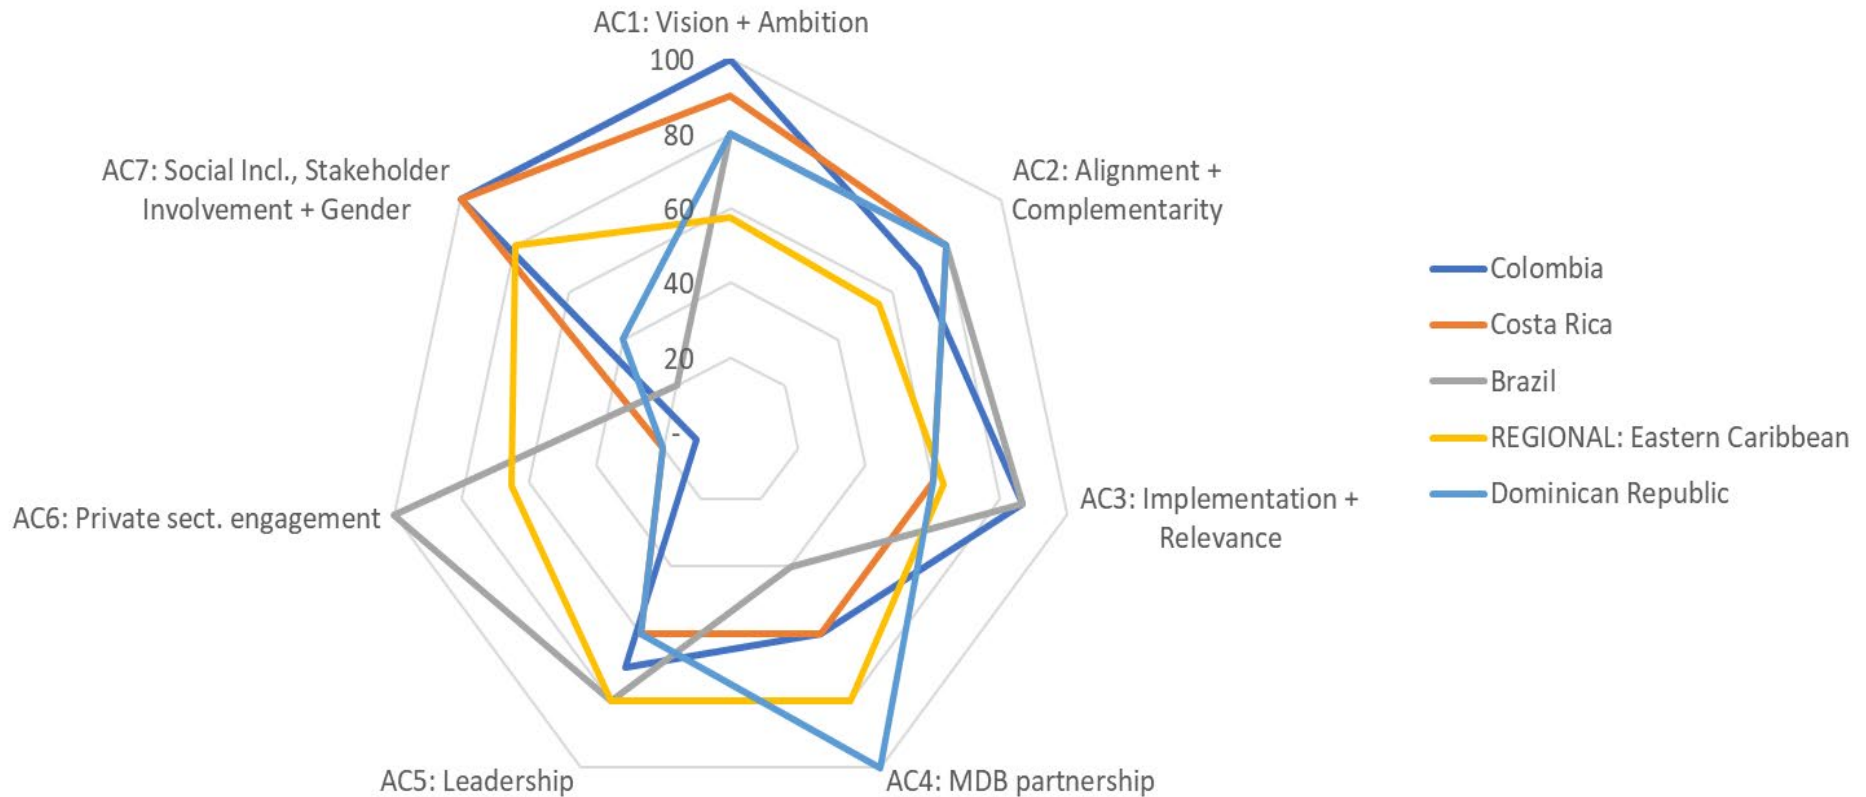 AC1: Vision + Ambition
100
80
60
40
20
-
AC2: Alignment +
Complementarity
AC3: Implementation +
Relevance
AC4: MDB partnership
AC5: Leadership
AC6: Private sect. engagement
AC7: Social Incl., Stakeholder
Involvement + Gender
Colombia
Costa Rica
Brazil
REGIONAL: Eastern Caribbean
Dominican Republic